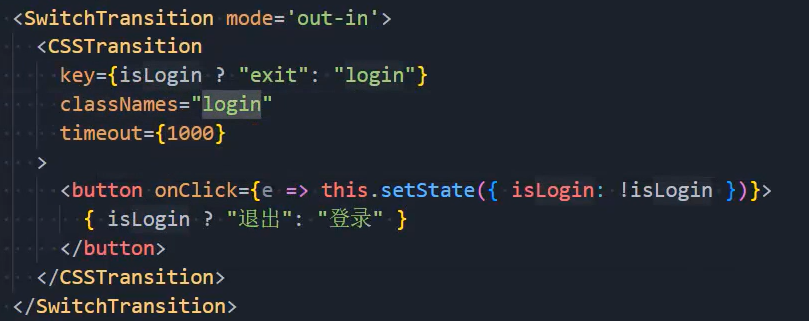 <SwitchTransition mode='out-in'>
<CSSTransition
key={isLogin ? "exit": "login"}
classNames="login"
timeout={1000}
>
<button onClick={e => this.setState({ isLogin: !isLogin })}>
{ isLogin ? "退出": "登录" }
</button>
</CSSTransition>
</SwitchTransition>